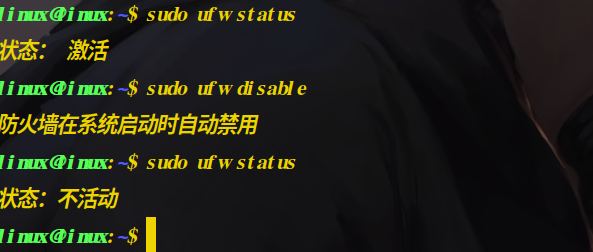 linux@linux:~$ sudo ufw status
状态： 激活
linux@linux:~$ sudo ufw disable
防火墙在系统启动时自动禁用
linux@linux:~$ sudo ufw status
状态：不活动
linux@linux:~$